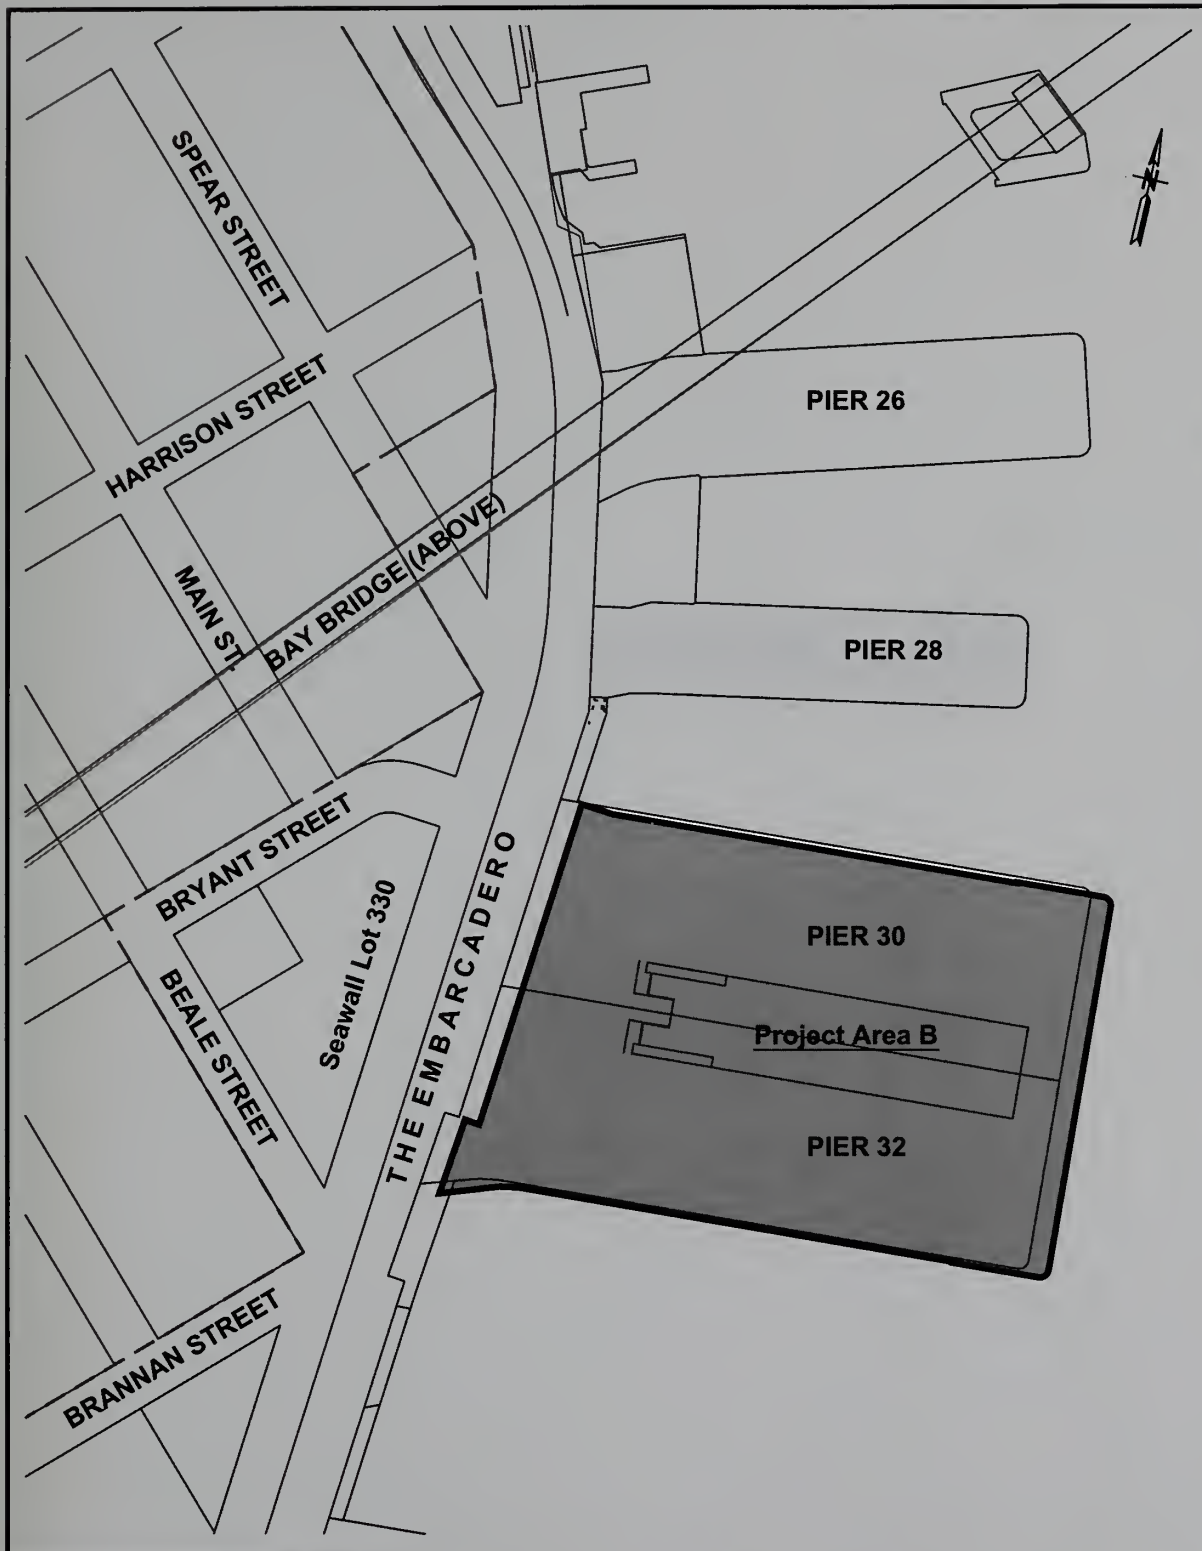 SPEAR STREET
N
HARRISON STREET
PIER 26
MAIN ST.
BAY BRIDGE (ABOVE)
PIER 28
BRYANT STREET
THE EMBARCADERO
Seawall Lot 330
PIER 30
BEALE STREET
Project Area B
PIER 32
BRANNAN STREET